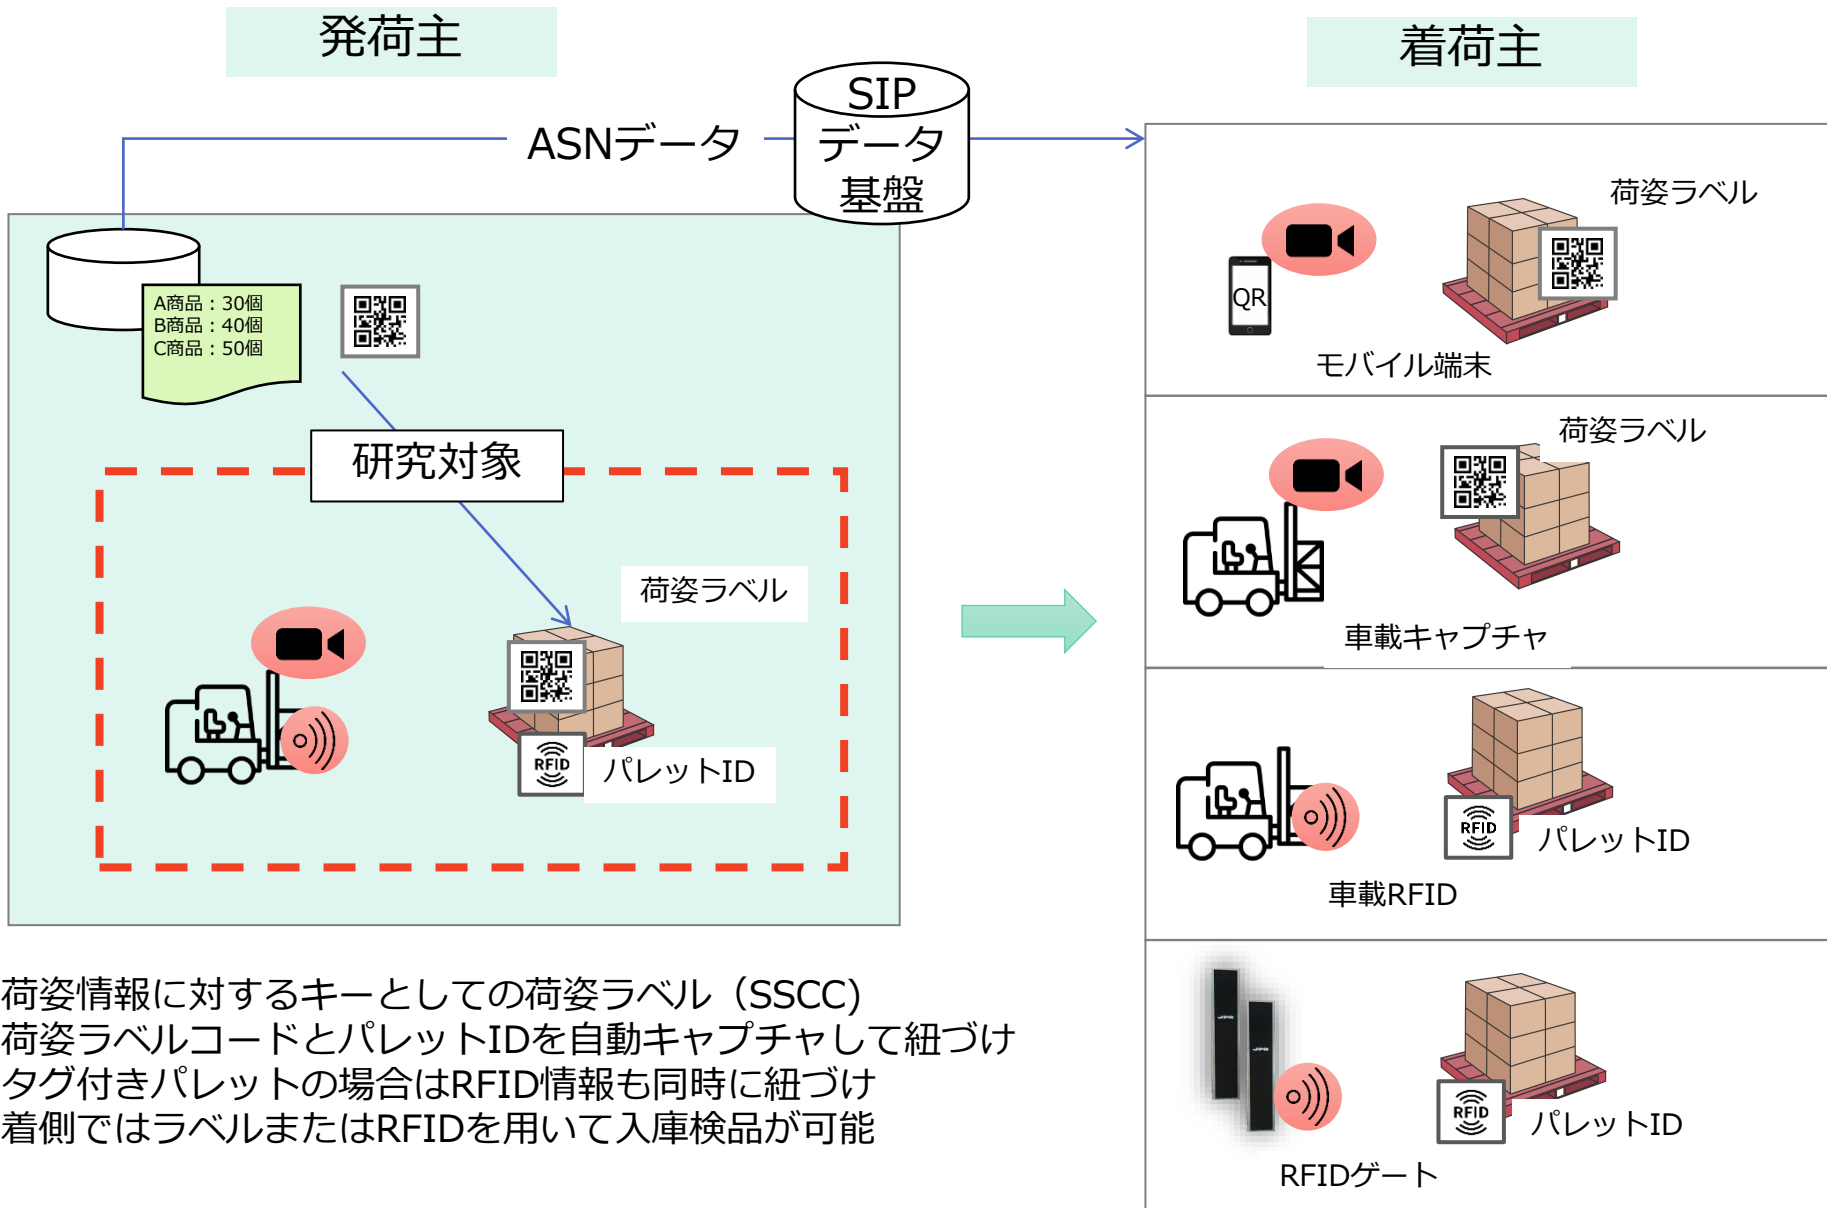 発荷主
着荷主
SIP
データ
基盤
ASNデータ
A商品：30個
B商品：40個
C商品：50個
研究対象
荷姿ラベル
RFID
パレットID
荷姿ラベル
QR
モバイル端末
荷姿ラベル
車載キャプチャ
RFID
パレットID
車載RFID
RFID
パレットID
RFIDゲート
荷姿情報に対するキーとしての荷姿ラベル（SSCC)
荷姿ラベルコードとパレットIDを自動キャプチャして紐づけ
タグ付きパレットの場合はRFID情報も同時に紐づけ
着側ではラベルまたはRFIDを用いて入庫検品が可能